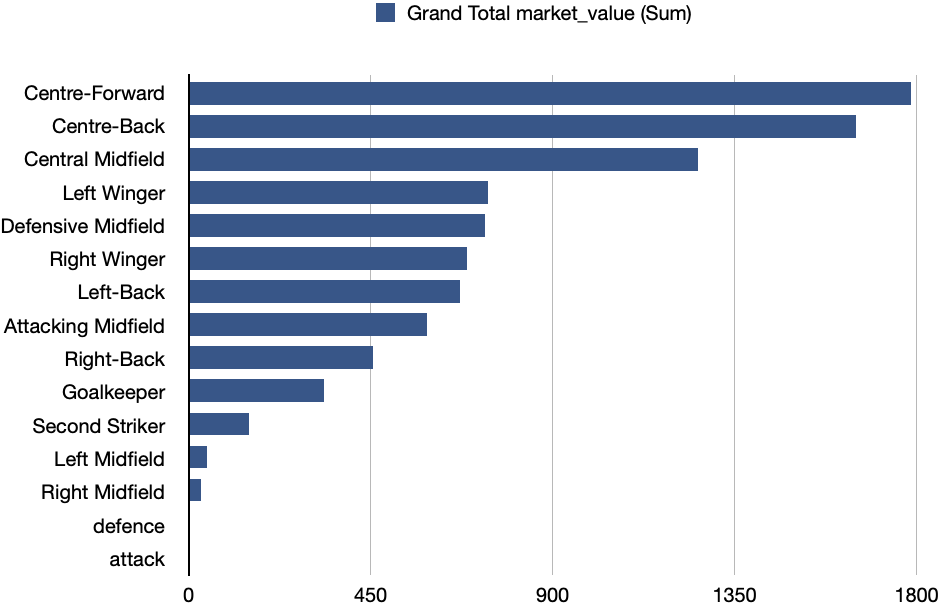 Grand Total market_value (Sum)
Centre-Forward
Centre-Back
Central Midfield
Left Winger
Defensive Midfield
Right Winger
Left-Back
Attacking Midfield
Right-Back
Goalkeeper
Second Striker
Left Midfield
Right Midfield
defence
attack
0 450 900 1350 1800